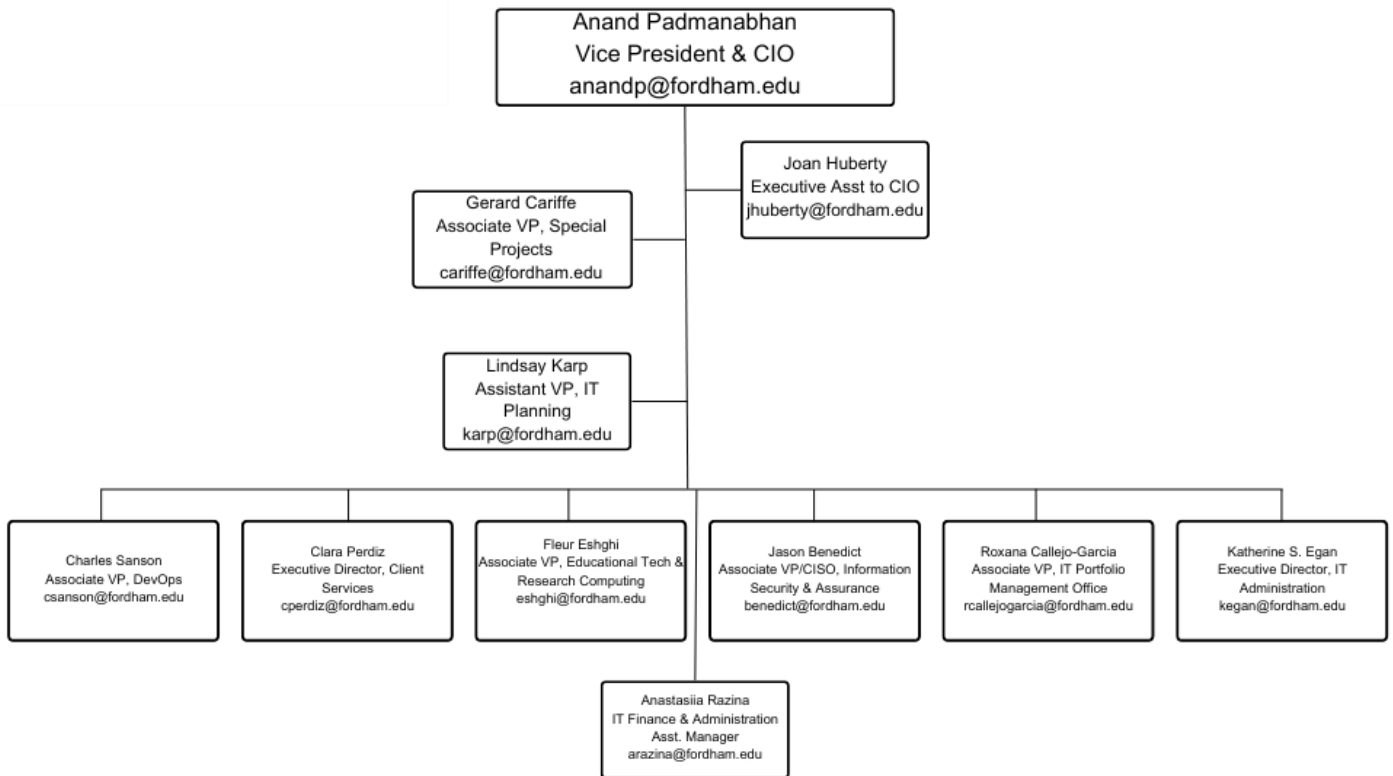 Anand Padmanabhan
Vice President & CIO
anandp@fordham.edu
Joan Huberty
Executive Asst to CIO
jhuberty@fordham.edu
Gerard Cariffe
Associate VP, Special
Projects
cariffe@fordham.edu
Lindsay Karp
Assistant VP, IT
Planning
karp@fordham.edu
Charles Sanson
Associate VP, DevOps
csanson@fordham.edu
Clara Perdiz
Executive Director, Client
Services
cperdiz@fordham.edu
Fleur Eshghi
Associate VP, Educational Tech &
Research Computing
eshghi@fordham.edu
Jason Benedict
Associate VP/CISO, Information
Security & Assurance
benedict@fordham.edu
Roxana Callejo-Garcia
Associate VP, IT Portfolio
Management Office
rcallejogarcia@fordham.edu
Katherine S. Egan
Executive Director, IT
Administration
kegan@fordham.edu
Anastasiia Razina
IT Finance & Administration
Asst. Manager
arazina@fordham.edu